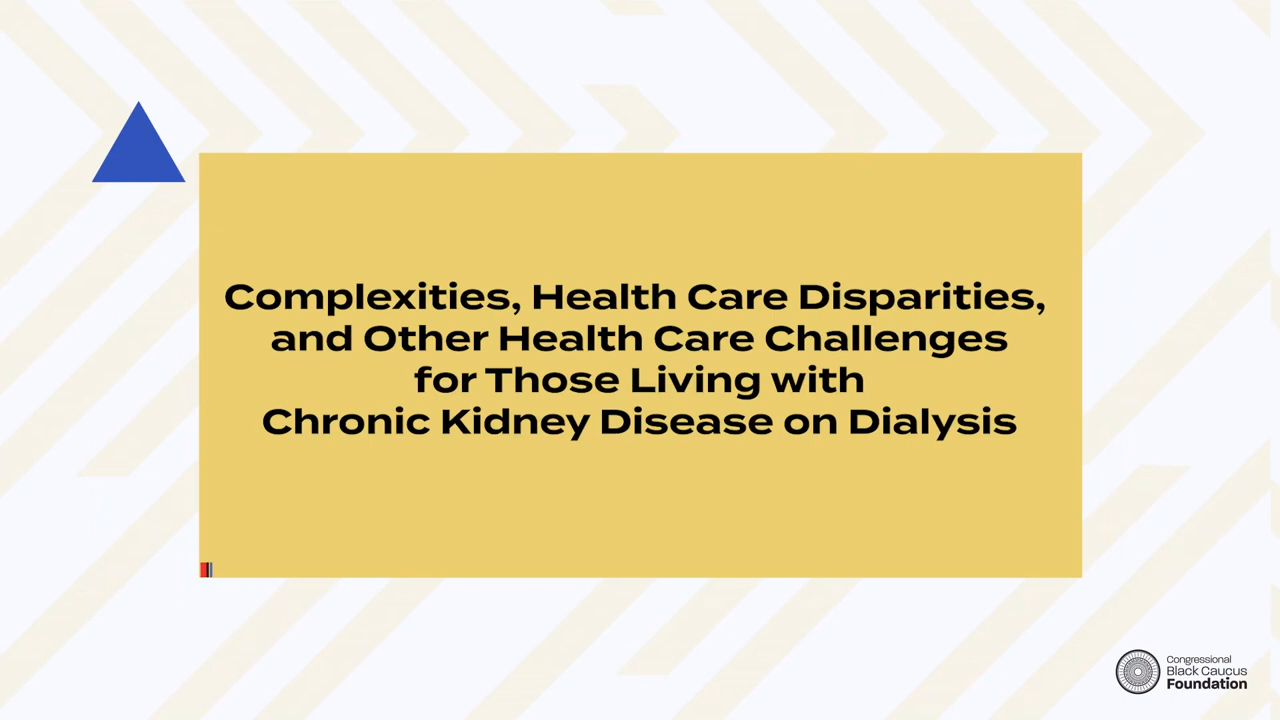 Complexities, Health Care Disparities,
and Other Health Care Challenges
for Those Living with
Chronic Kidney Disease on Dialysis
Congressional
Black Caucus
Foundation